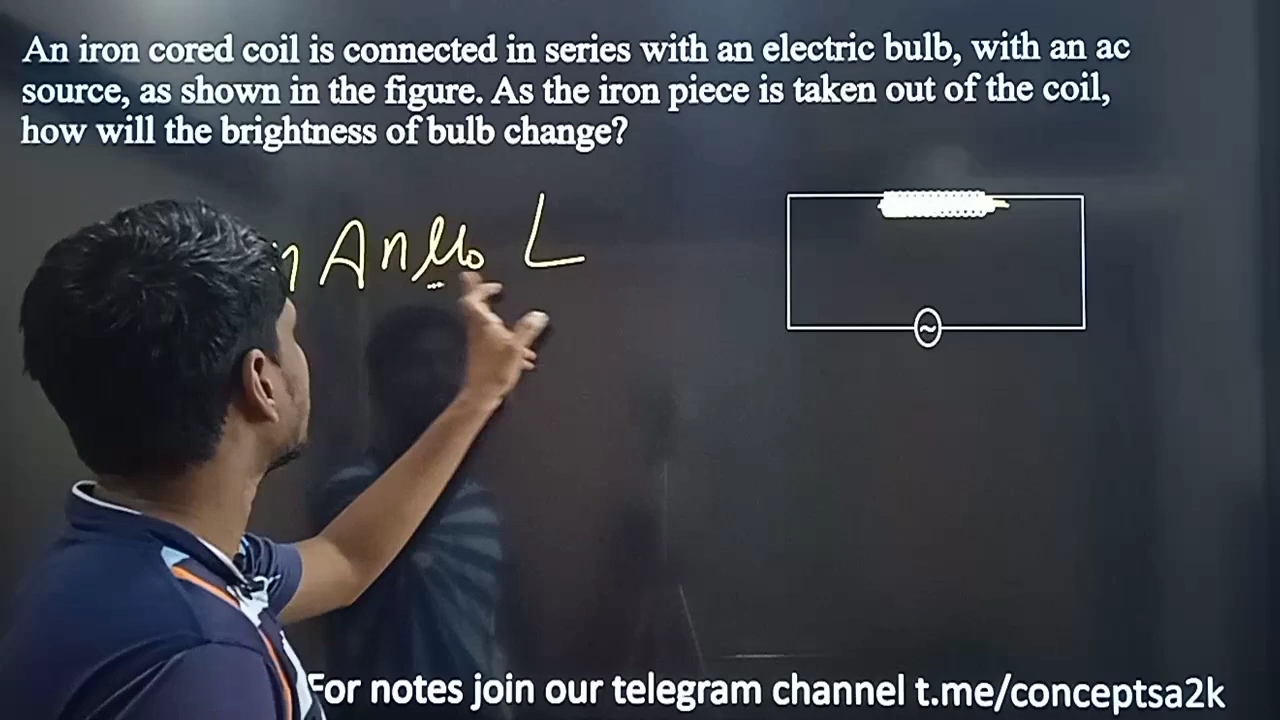 An iron cored coil is connected in series with an electric bulb, with an ac
source, as shown in the figure. As the iron piece is taken out of the coil,
how will the brightness of bulb change?
A n μ₀ L
~
For notes join our telegram channel t.me/conceptsa2k